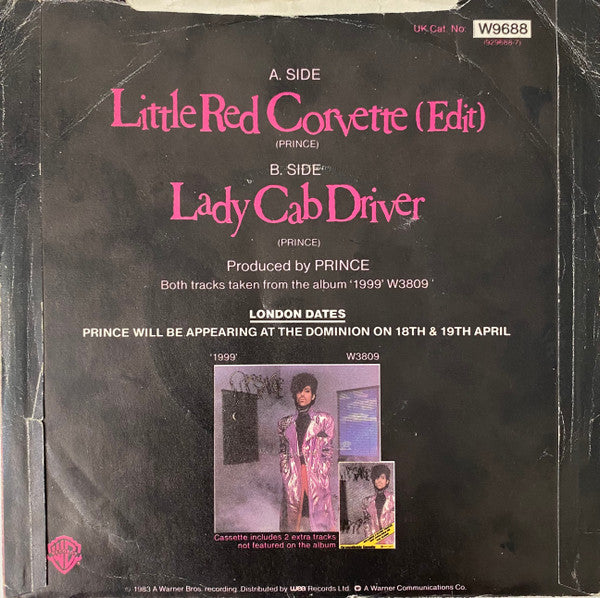 UK Cat. No: W9688
(929688-7)
A. SIDE
Little Red Corvette (Edit)
(PRINCE)
B. SIDE
Lady Cab Driver
(PRINCE)
Produced by PRINCE
Both tracks taken from the album '1999' W3809
LONDON DATES
PRINCE WILL BE APPEARING AT THE DOMINION ON 18TH & 19TH APRIL
'1999' W3809
Cassette includes 2 extra tracks
not featured on the album
℗ 1983 A Warner Bros. recording. Distributed by wea Records Ltd. A Warner Communications Co.